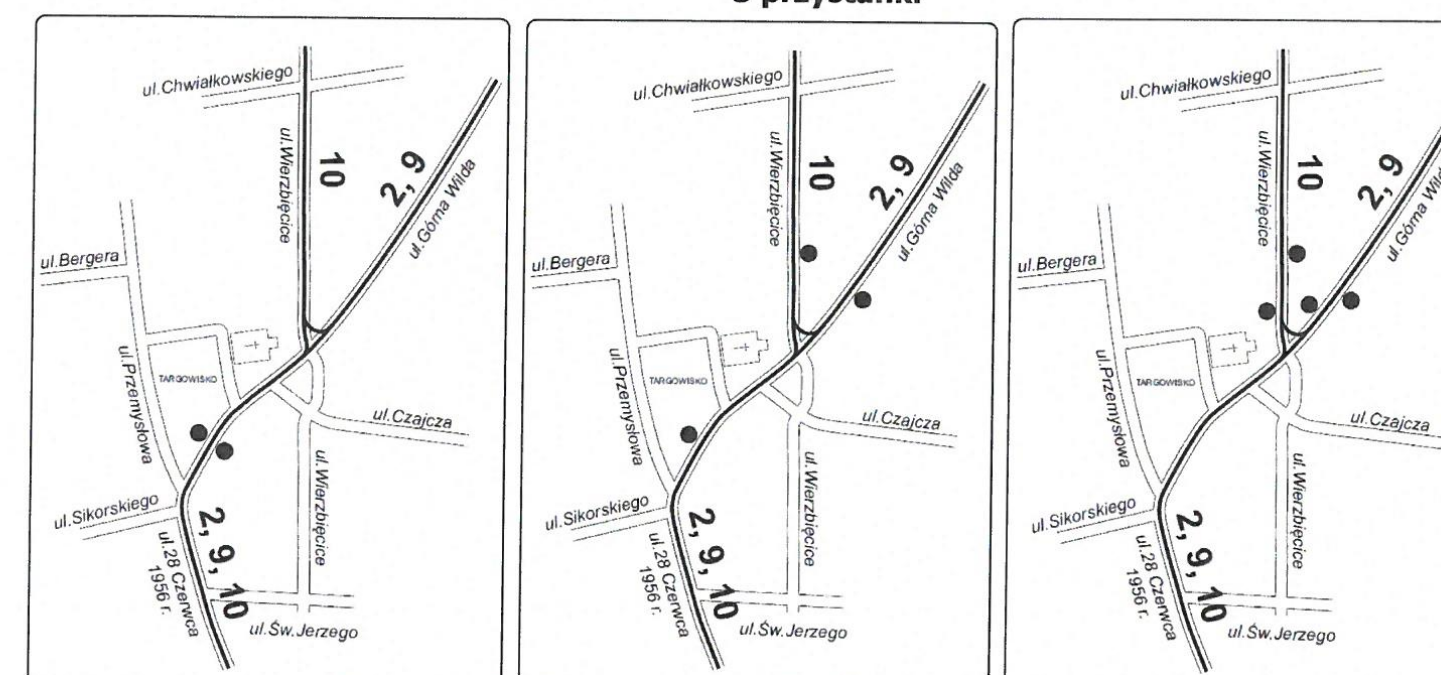 ul.Chwiałkowskiego
ul.Wierzbięcice
10
2, 9
ul.Górna Wilda
ul.Bergera
ul.Przemysłowa
TARGOWISKO
ul.Czajcza
ul.Wierzbięcice
ul.Sikorskiego
2, 9, 10
ul.28 Czerwca
1956 r.
ul.Św.Jerzego
ul.Chwiałkowskiego
ul.Wierzbięcice
10
2, 9
ul.Górna Wilda
ul.Bergera
ul.Przemysłowa
TARGOWISKO
ul.Czajcza
ul.Wierzbięcice
ul.Sikorskiego
2, 9, 10
ul.28 Czerwca
1956 r.
ul.Św.Jerzego
ul.Chwiałkowskiego
ul.Wierzbięcice
10
2, 9
ul.Górna
ul.Bergera
ul.Przemysłowa
TARGOWISKO
ul.Czajcza
ul.Wierzbięcice
ul.Sikorskiego
2, 9, 10
ul.28 Czerwca
1956 r.
ul.Św.Jerzego